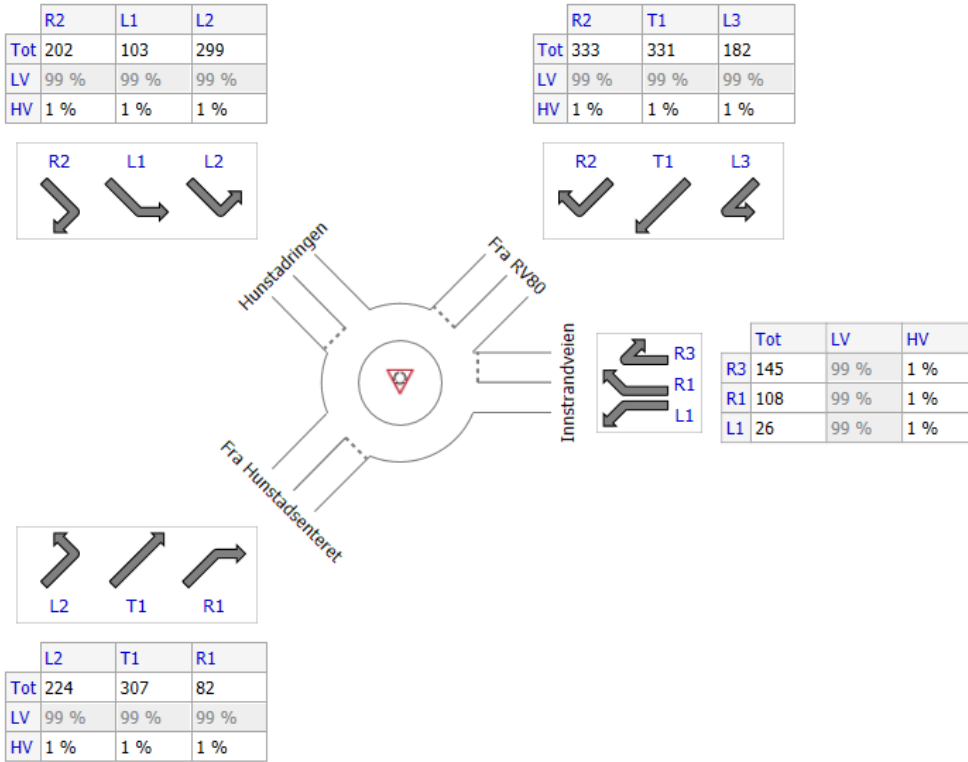 R2 L1 L2
Tot 202 103 299
LV 99 % 99 % 99 %
HV 1 % 1 % 1 %
R2 L1 L2
R2 T1 L3
Tot 333 331 182
LV 99 % 99 % 99 %
HV 1 % 1 % 1 %
R2 T1 L3
Hunstadringen
Fra RV80
Innstrandveien
R3
R1
L1
Tot LV HV
R3 145 99 % 1 %
R1 108 99 % 1 %
L1 26 99 % 1 %
Fra Hunstadsenteret
L2 T1 R1
L2 T1 R1
Tot 224 307 82
LV 99 % 99 % 99 %
HV 1 % 1 % 1 %